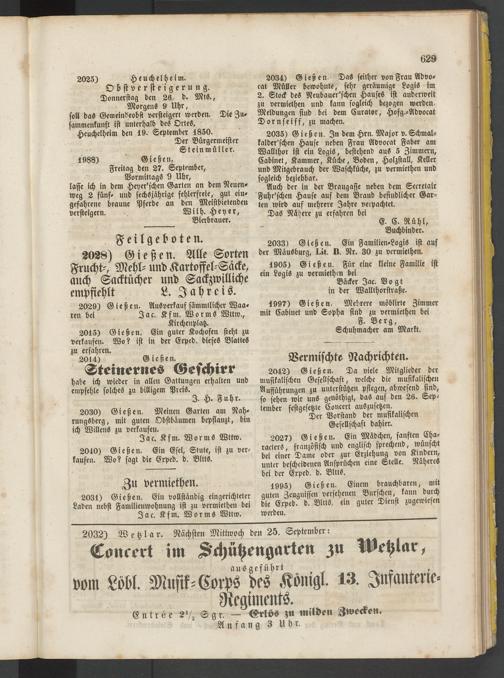 629
2025) Heuchelheim.
Obstversteigerung.
Donnerstag den 26. d. Mts.,
Morgens 9 Uhr,
soll das Gemeindeobst versteigert werden. Die Zu-
sammenkunft ist unterhalb des Ortes.
Heuchelheim den 19. September 1850.
Der Bürgermeister
Steinmüller.
1988) Gießen.
Freitag den 27. September,
Vormittags 9 Uhr,
lasse ich in dem Heyer'schen Garten an dem Neuen-
weg 2 fünf- und sechsjährige fehlerfreie, gut ein-
gefahrene braune Pferde an den Meistbietenden
versteigern. Wilh. Heyer,
Bierbrauer.
Feilgeboten.
2028) Gießen. Alle Sorten
Frucht-, Mehl- und Kartoffel-Säcke,
auch Sacktücher und Sackzwilliche
empfiehlt L. Jahreis.
2029) Gießen. Ausverkauf sämmtlicher Waa-
ren bei Jac. Kfm. Worms Wttw.
Kirchenplatz.
2015) Gießen. Ein guter Kochofen steht zu
verkaufen. Wo? ist in der Exped. dieses Blattes
zu erfahren.
2014) Gießen.
Steinernes Geschirr
habe ich wieder in allen Gattungen erhalten und
empfehle solches zu billigem Preis.
J. H. Fuhr.
2030) Gießen. Meinen Garten am Nah-
rungsberg, mit guten Obstbäumen bepflanzt, bin
ich Willens zu verkaufen.
Jac. Kfm. Worms Wttw.
2040) Gießen. Ein Esel, Stute, ist zu ver-
kaufen. Wo? sagt die Exped. d. Bltts.
Zu vermiethen.
2031) Gießen. Ein vollständig eingerichteter
Laden nebst Familienwohnung ist zu vermiethen bei
Jac. Kfm. Worms Wttw.
2034) Gießen. Das seither von Frau Advo-
cat Müller bewohnte, sehr geräumige Logis im
2. Stock des Neubauer'schen Hauses ist anderweit
zu vermiethen und kann sogleich bezogen werden.
Meldungen sind bei dem Curator, Hofg.-Advocat
Dornseiff, zu machen.
2035) Gießen. In dem Hrn. Major v. Schmal-
kalder'schen Hause neben Frau Advocat Faber am
Wallthor ist ein Logis, bestehend aus 5 Zimmern,
Cabinet, Kammer, Küche, Boden, Holzstall, Keller
und Mitgebrauch der Waschküche, zu vermiethen und
sogleich beziehbar.
Auch der in der Braugasse neben dem Secretair
Fuhr'schen Haus auf dem Brand befindlicher Gar-
ten wird auf mehrere Jahre verpachtet.
Das Nähere zu erfahren bei
E. C. Rühl,
Buchbinder.
2033) Gießen. Ein Familien-Logis ist auf
der Mäusburg, Lit. B. Nr. 30 zu vermiethen.
1905) Gießen. Für eine kleine Familie ist
ein Logis zu vermiethen bei
Bäcker Jac. Vogt
in der Wallthorstraße.
1997) Gießen. Mehrere möblirte Zimmer
mit Cabinet und Sopha sind zu vermiethen bei
F. Berg,
Schuhmacher am Markt.
Vermischte Nachrichten.
2042) Gießen. Da viele Mitglieder der
musikalischen Gesellschaft, welche die musikalischen
Aufführungen zu unterstützen pflegen, abwesend sind,
so sehen wir uns genöthigt, das auf den 26. Sep-
tember festgesetzte Concert auszusetzen.
Der Vorstand der musikalischen
Gesellschaft dahier.
2027) Gießen. Ein Mädchen, sanften Cha-
racters, französisch und englisch sprechend, wünscht
bei einer Dame oder zur Erziehung von Kindern,
unter bescheidenen Ansprüchen eine Stelle. Näheres
bei der Exped. d. Bltts.
1995) Gießen. Einem brauchbaren, mit
guten Zeugnissen versehenen Burschen, kann durch
die Exped. d. Blts. ein guter Dienst zugewiesen
werden.
2032) Wetzlar. Nächsten Mittwoch den 25. September:
Concert im Schützengarten zu Wetzlar,
ausgeführt
vom Löbl. Musik-Corps des Königl. 13. Infanterie-
Regiments.
Entrée 2½ Sgr. — Erlös zu milden Zwecken.
Anfang 3 Uhr.